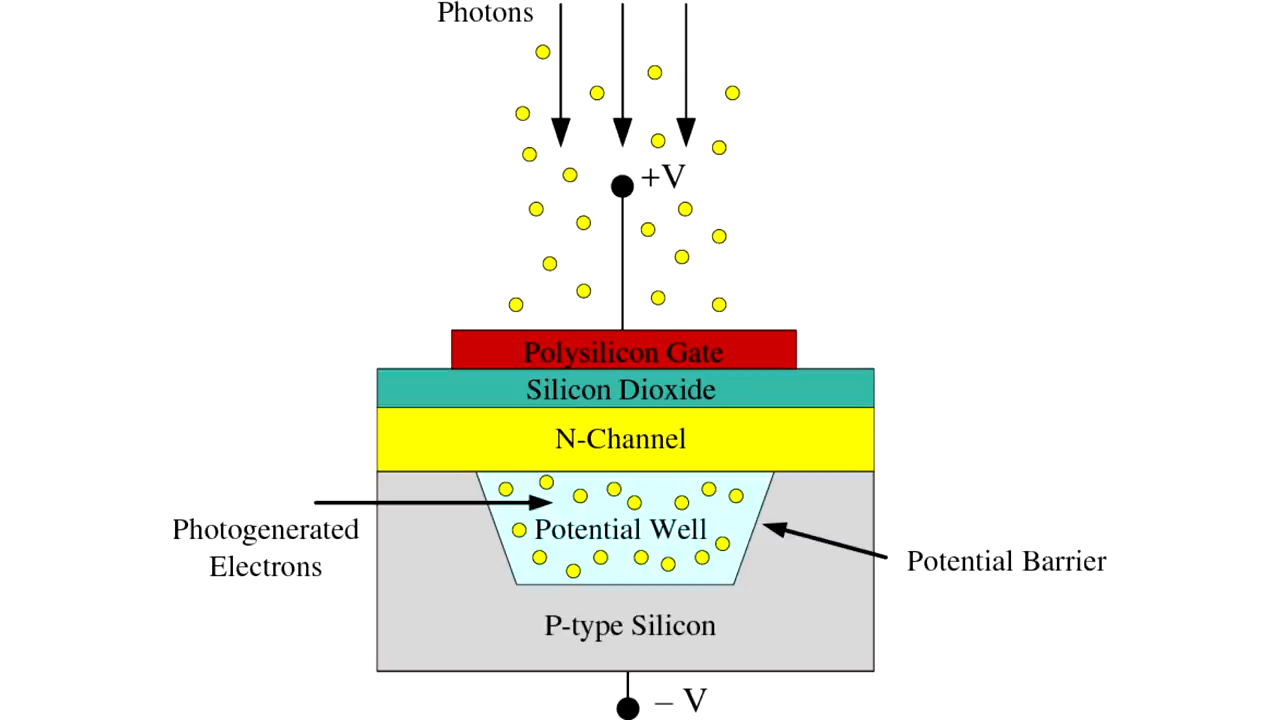 Photons
+V
Polysilicon Gate
Silicon Dioxide
N-Channel
Photogenerated
Electrons
Potential Well
Potential Barrier
P-type Silicon
– V